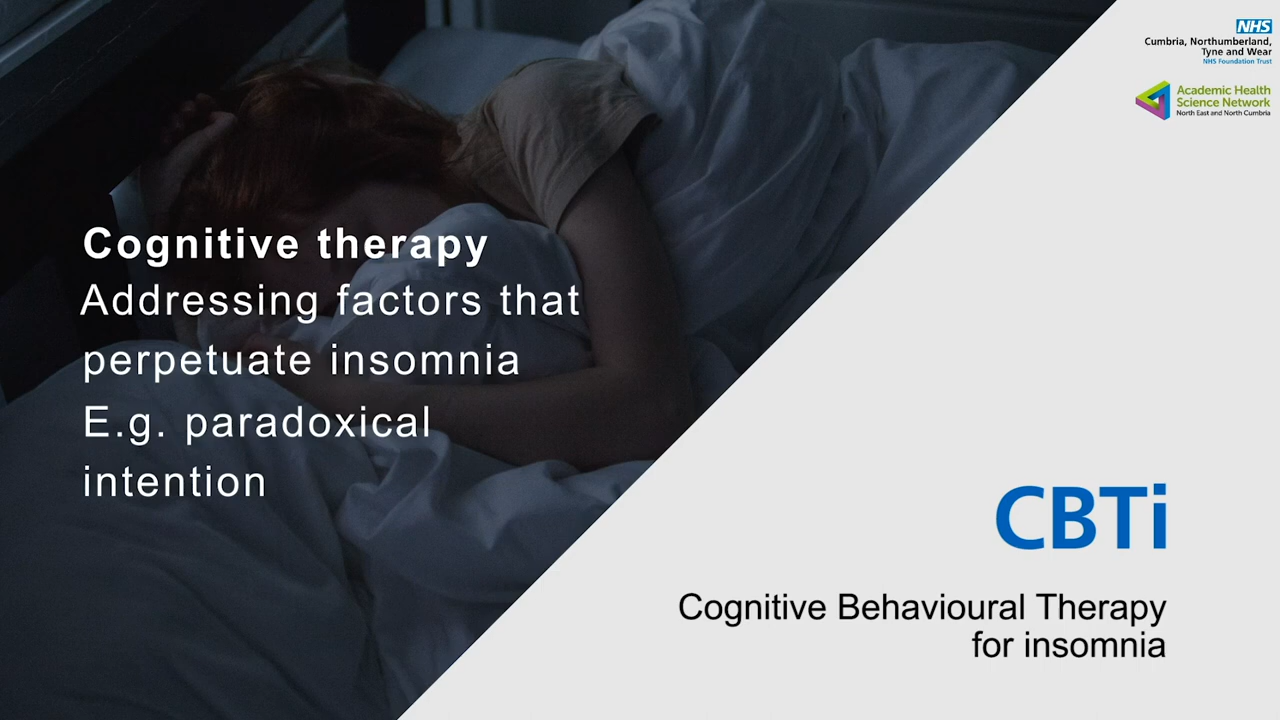 NHS
Cumbria, Northumberland,
Tyne and Wear
NHS Foundation Trust
Academic Health
Science Network
North East and North Cumbria
Cognitive therapy
Addressing factors that
perpetuate insomnia
E.g. paradoxical
intention
CBTi
Cognitive Behavioural Therapy
for insomnia